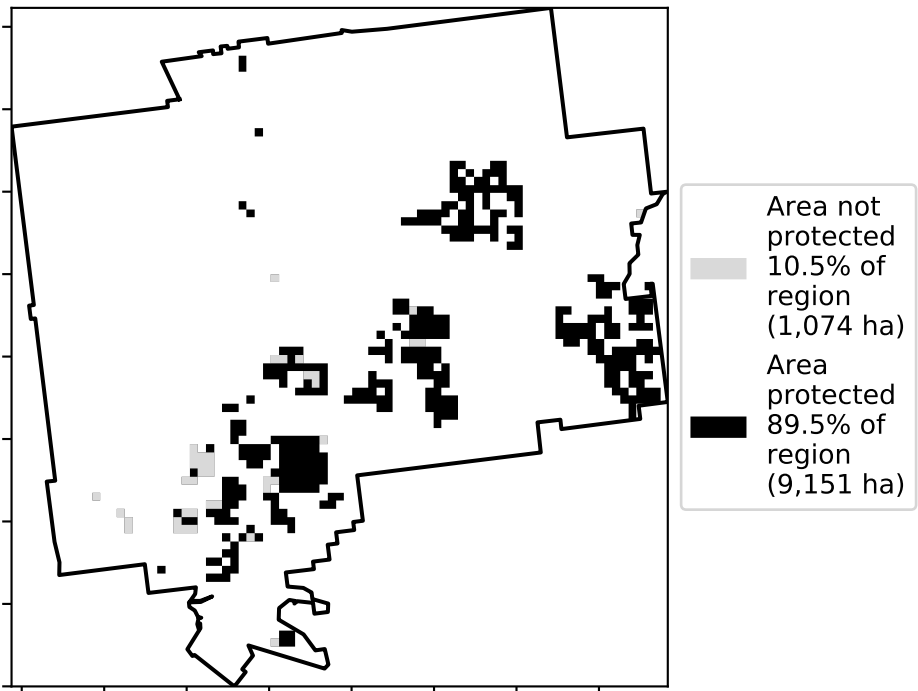 Area not
protected
10.5% of
region
(1,074 ha)
Area
protected
89.5% of
region
(9,151 ha)